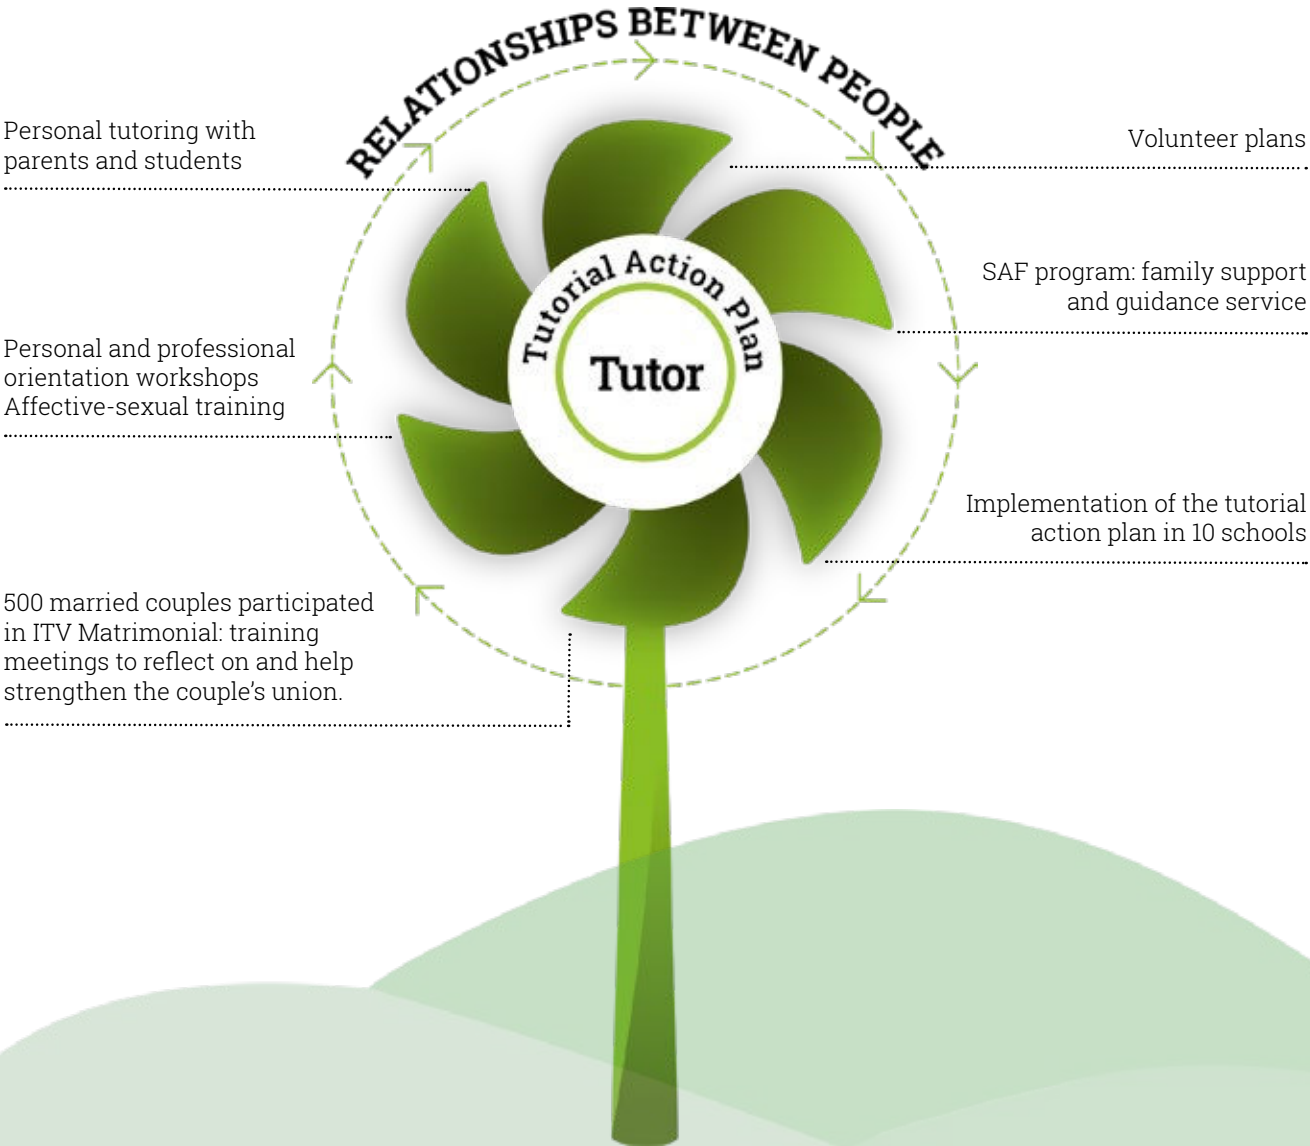 RELATIONSHIPS BETWEEN PEOPLE
Personal tutoring with
parents and students
Volunteer plans
SAF program: family support
and guidance service
Tutorial Action Plan
Tutor
Personal and professional
orientation workshops
Affective-sexual training
Implementation of the tutorial
action plan in 10 schools
500 married couples participated
in ITV Matrimonial: training
meetings to reflect on and help
strengthen the couple’s union.